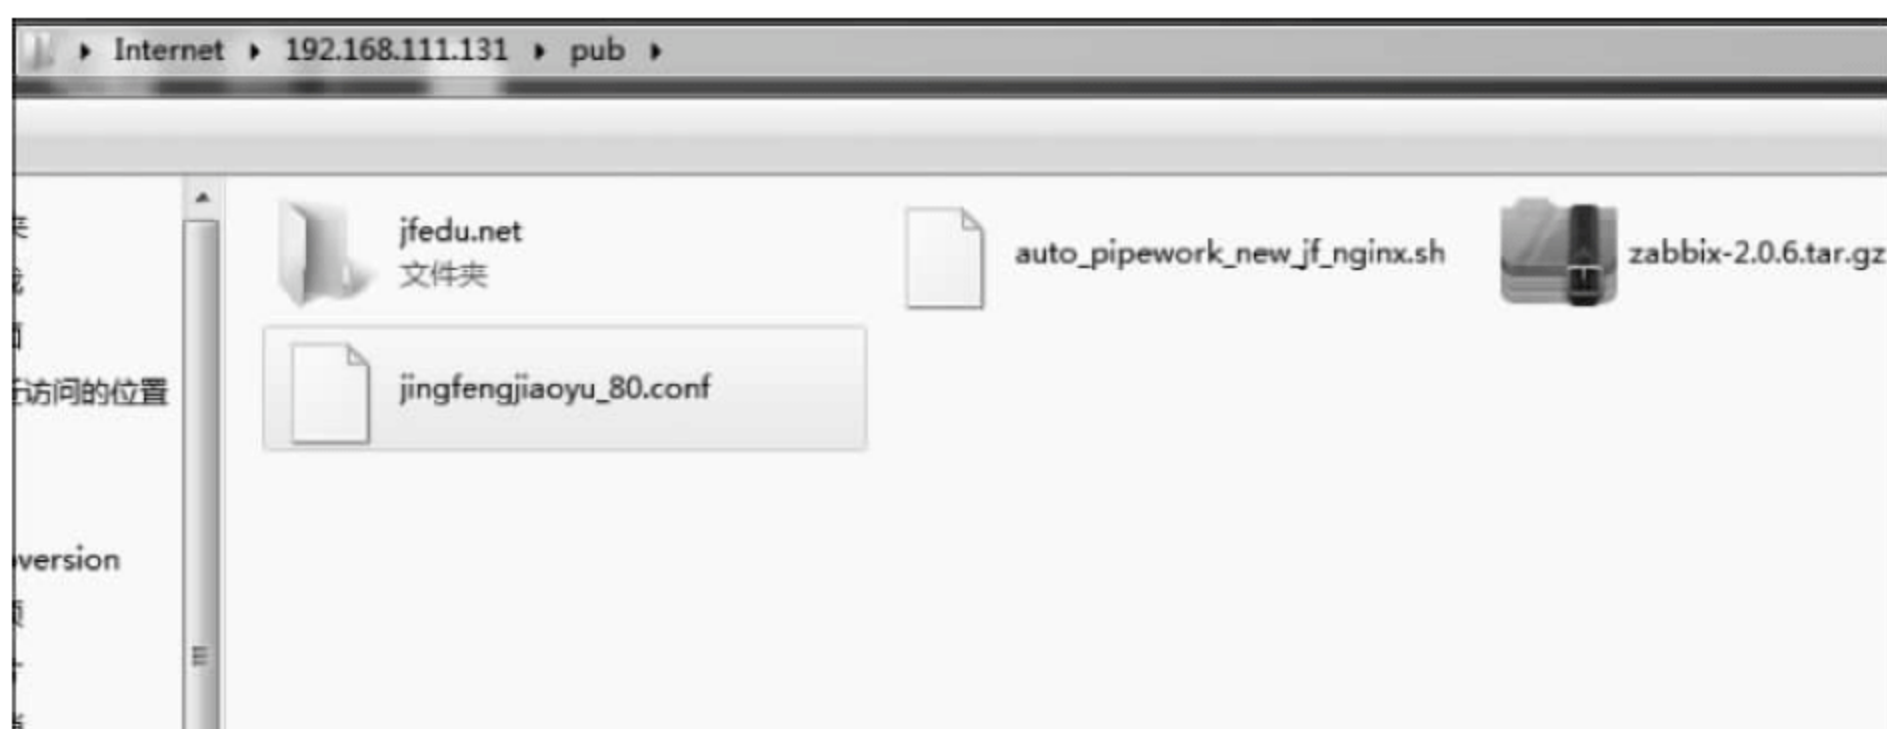 Internet 192.168.111.131 pub
jfedu.net
文件夹
auto_pipework_new_jf_nginx.sh
zabbix-2.0.6.tar.gz
jingfengjiaoyu_80.conf
访问的位置
version